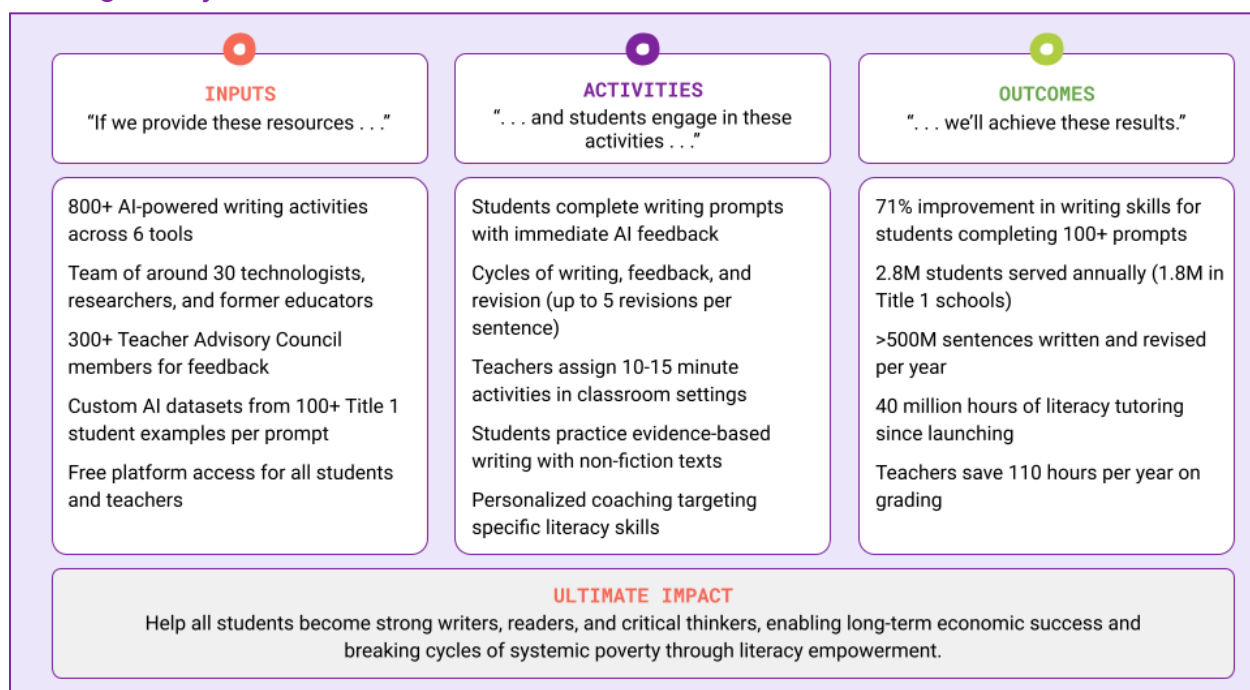 INPUTS
“If we provide these resources . . .”
800+ AI-powered writing activities
across 6 tools
Team of around 30 technologists,
researchers, and former educators
300+ Teacher Advisory Council
members for feedback
Custom AI datasets from 100+ Title 1
student examples per prompt
Free platform access for all students
and teachers
ACTIVITIES
“. . . and students engage in these
activities . . .”
Students complete writing prompts
with immediate AI feedback
Cycles of writing, feedback, and
revision (up to 5 revisions per
sentence)
Teachers assign 10-15 minute
activities in classroom settings
Students practice evidence-based
writing with non-fiction texts
Personalized coaching targeting
specific literacy skills
OUTCOMES
“. . . we’ll achieve these results.”
71% improvement in writing skills for
students completing 100+ prompts
2.8M students served annually (1.8M in
Title 1 schools)
>500M sentences written and revised
per year
40 million hours of literacy tutoring
since launching
Teachers save 110 hours per year on
grading
ULTIMATE IMPACT
Help all students become strong writers, readers, and critical thinkers, enabling long-term economic success and
breaking cycles of systemic poverty through literacy empowerment.